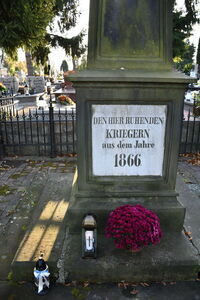 DEN HIER RUHENDEN
KRIEGERN
aus dem Jahre
1866